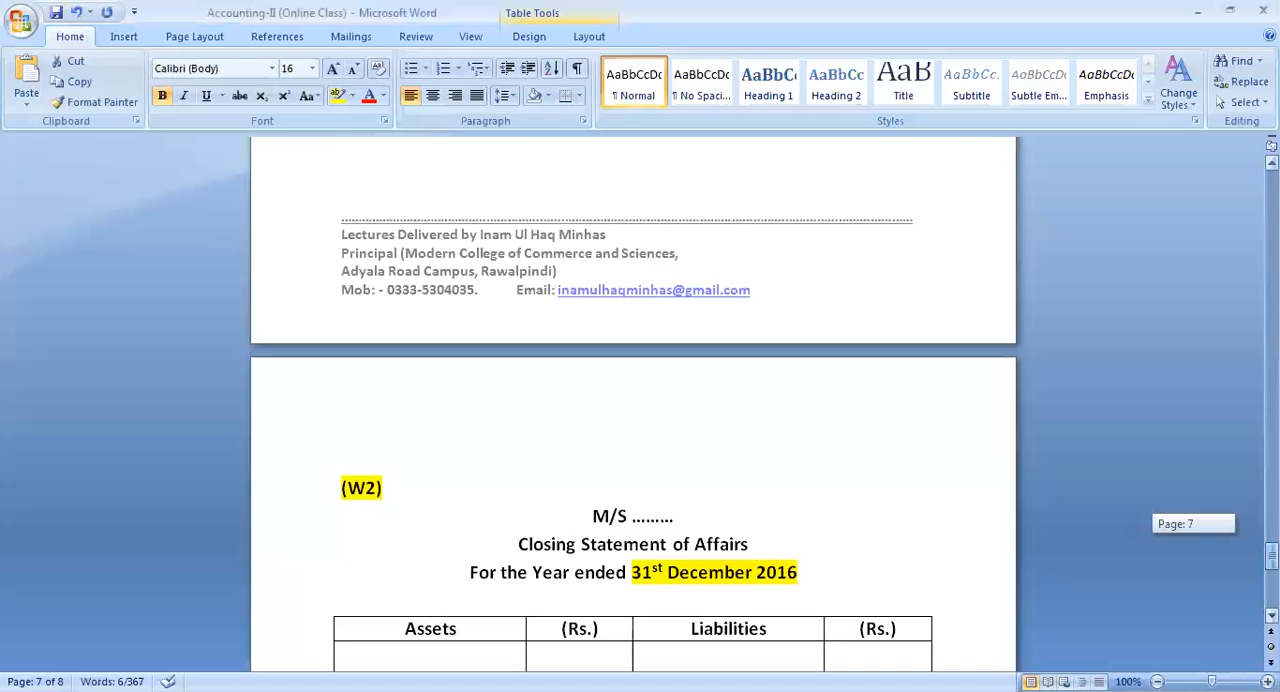 Accounting-II (Online Class) - Microsoft Word
Table Tools
Home Insert Page Layout References Mailings Review View Design Layout
Paste
Cut
Copy
Format Painter
Clipboard
Calibri (Body) 16
B I U abc X₂ X² Aa
Font
Paragraph
AaBbCcDc AaBbCcDc AaBbC AaBbCc AaB AaBbCc. AaBbCcDc AaBbCcDc
¶ Normal ¶ No Spaci... Heading 1 Heading 2 Title Subtitle Subtle Em... Emphasis
Styles
Change
Styles
Find
Replace
Select
Editing
Lectures Delivered by Inam Ul Haq Minhas
Principal (Modern College of Commerce and Sciences,
Adyala Road Campus, Rawalpindi)
Mob: - 0333-5304035. Email: inamulhaqminhas@gmail.com
(W2)
M/S .........
Closing Statement of Affairs
For the Year ended 31st December 2016
Page: 7
Assets (Rs.) Liabilities (Rs.)
Page: 7 of 8 Words: 6/367 100%